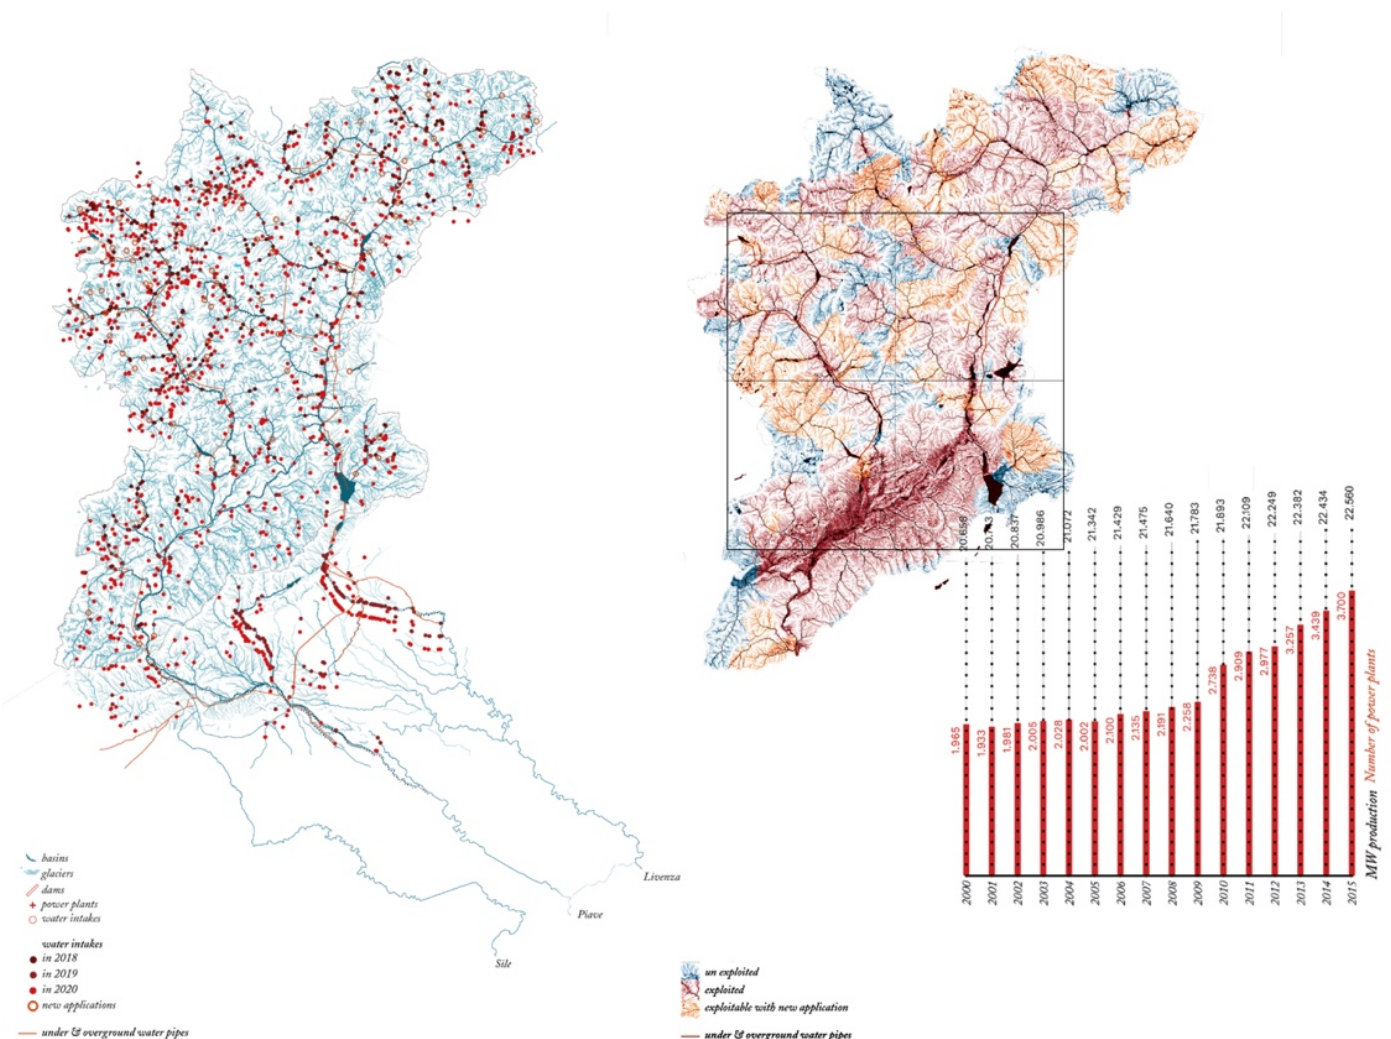 Livenza
Piave
Sile
basins
glaciers
dams
power plants
water intakes
water intakes
in 2018
in 2019
in 2020
new applications
under & overground water pipes
un exploited
exploited
exploitable with new application
under & overground water pipes
20.658
20.837
20.986
21.072
21.342
21.429
21.475
21.640
21.783
21.893
22.109
22.249
22.382
22.434
22.560
1.965
1.933
1.981
2.005
2.028
2.002
2.100
2.135
2.191
2.258
2.738
2.909
2.977
3.257
3.439
3.700
2000
2001
2002
2003
2004
2005
2006
2007
2008
2009
2010
2011
2012
2013
2014
2015
MW production Number of power plants